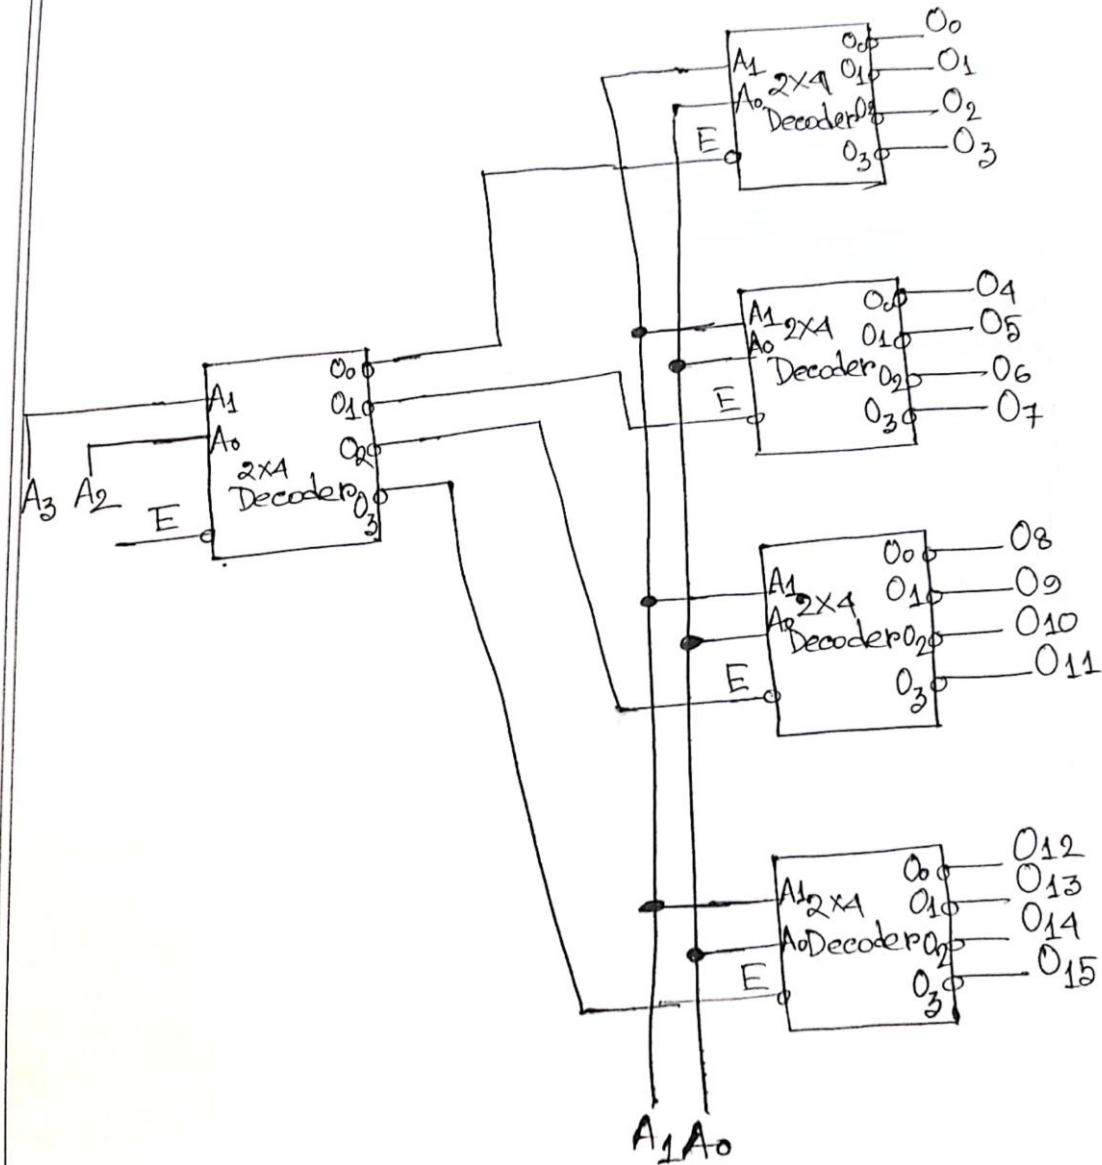 O0
A1 O0
2X4 O1 O1
A0 O2 O2
Decoder
E O3 O3
O0 O4
A1 2X4 O1 O5
A0
Decoder O2 O6
E O3 O7
O0
A1 O1
A0 O2
2X4
Decoder O3
A3 A2
E
O0 O8
A1 2X4 O1 O9
A0 Decoder O2 O10
E O3 O11
O0 O12
A1 2X4 O1 O13
A0 Decoder O2 O14
E O3 O15
A1 A0